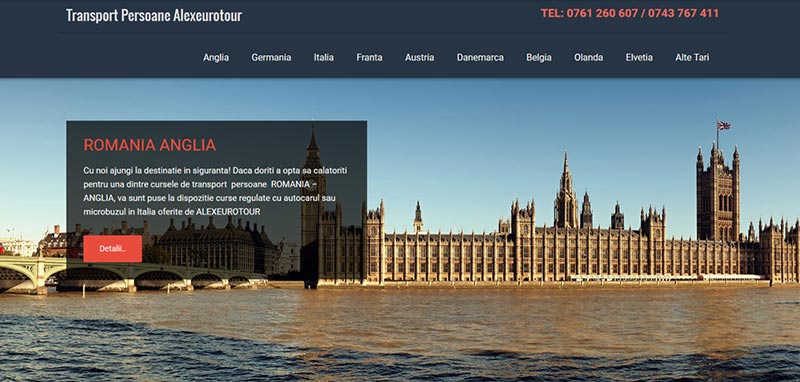 Transport Persoane Alexeurotour
TEL: 0761 260 607 / 0743 767 411
Anglia Germania Italia Franta Austria Danemarca Belgia Olanda Elvetia Alte Tari
ROMANIA ANGLIA
Cu noi ajungi la destinatie in siguranta! Daca doriti a opta sa calatoriti
pentru una dintre cursele de transport persoane ROMANIA –
ANGLIA, va sunt puse la dispozitie curse regulate cu autocarul sau
microbuzul in Italia oferite de ALEXEUROTOUR
Detalii..